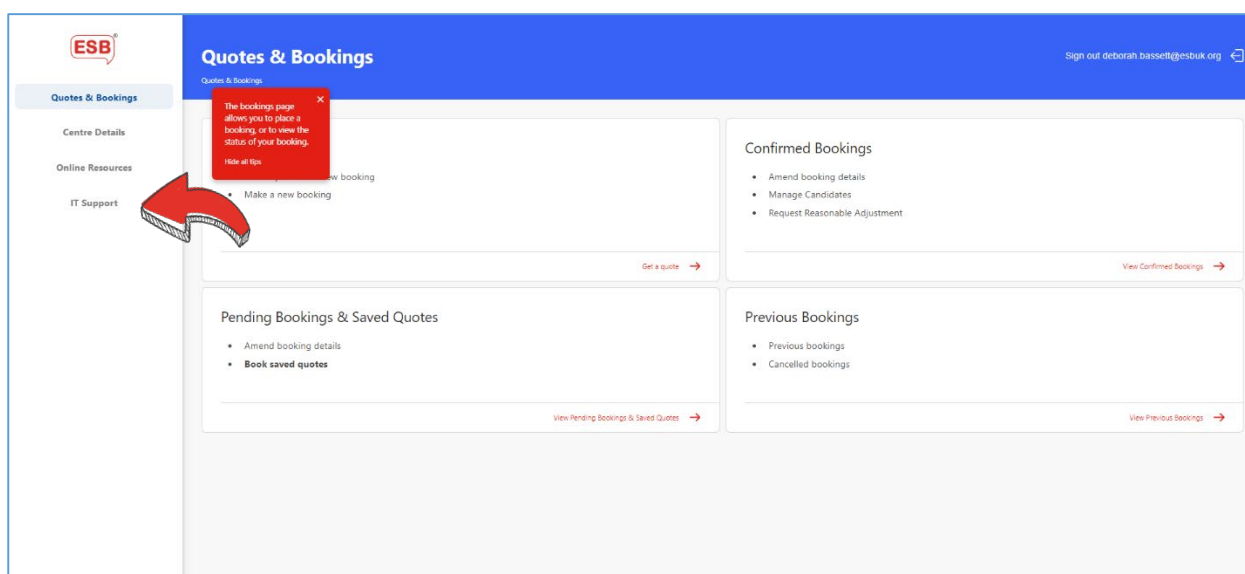 ESB
Quotes & Bookings
Centre Details
Online Resources
IT Support
Quotes & Bookings
Quotes & Bookings
Sign out deborah.bassett@esbuk.org
The bookings page
allows you to place a
booking, or to view the
status of your booking.
Hide all tips
new booking
Make a new booking
Get a quote
Confirmed Bookings
Amend booking details
Manage Candidates
Request Reasonable Adjustment
View Confirmed Bookings
Pending Bookings & Saved Quotes
Amend booking details
Book saved quotes
View Pending Bookings & Saved Quotes
Previous Bookings
Previous bookings
Cancelled bookings
View Previous Bookings